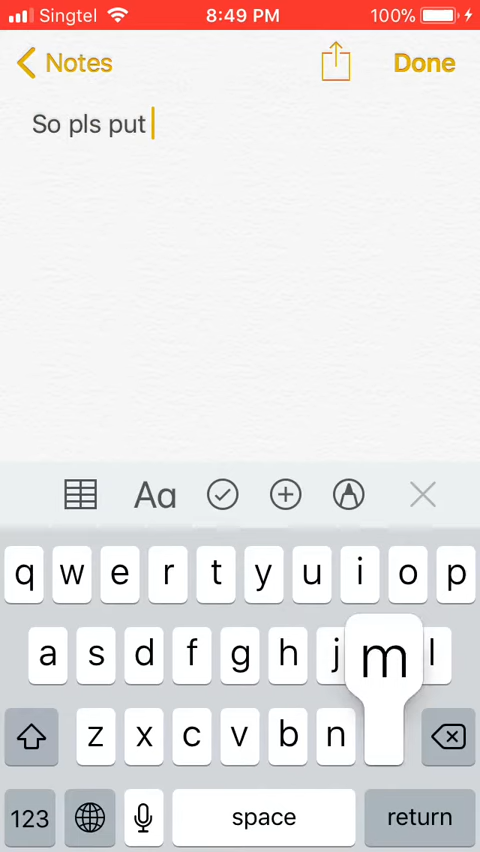 Singtel 8:49 PM 100%
Notes Done
So pls put
Aa
q w e r t y u i o p
a s d f g h j m l
z x c v b n
123 space return